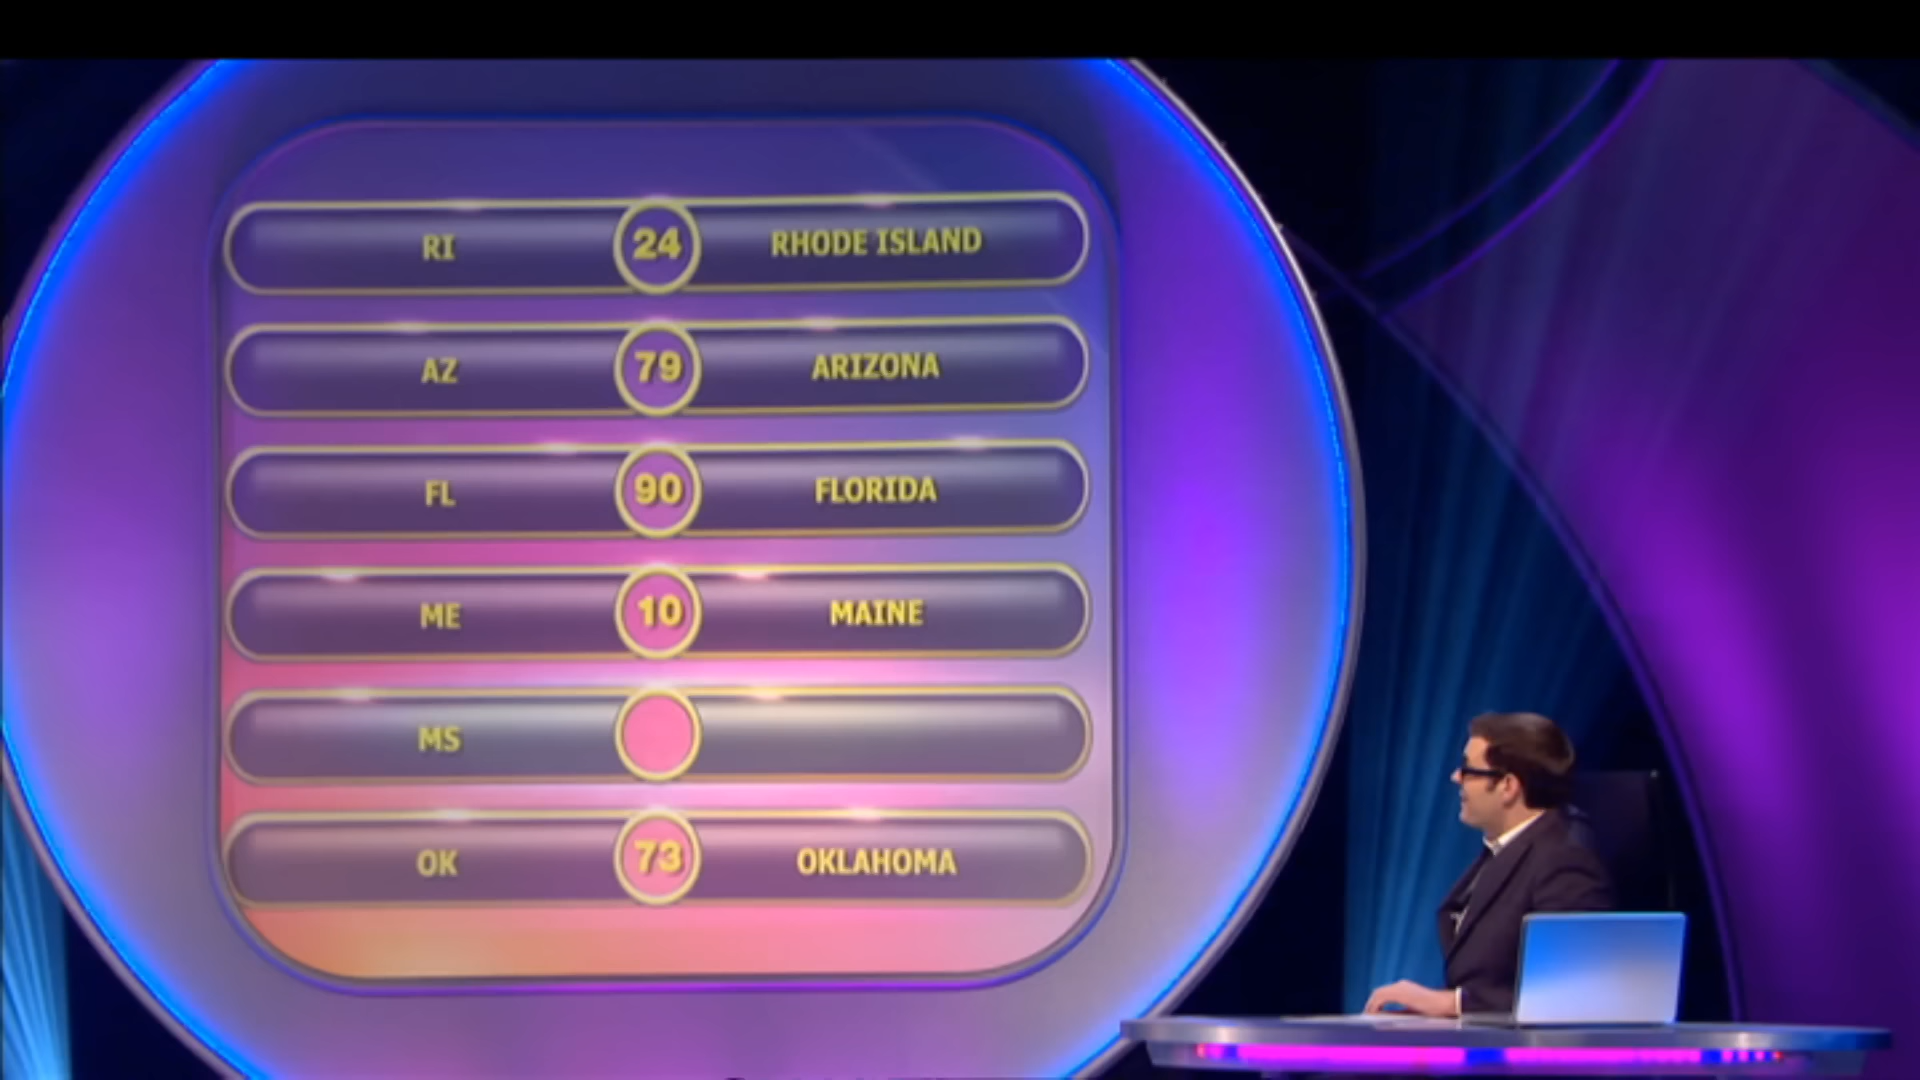 RI 24 RHODE ISLAND
AZ 79 ARIZONA
FL 90 FLORIDA
ME 10 MAINE
MS
OK 73 OKLAHOMA